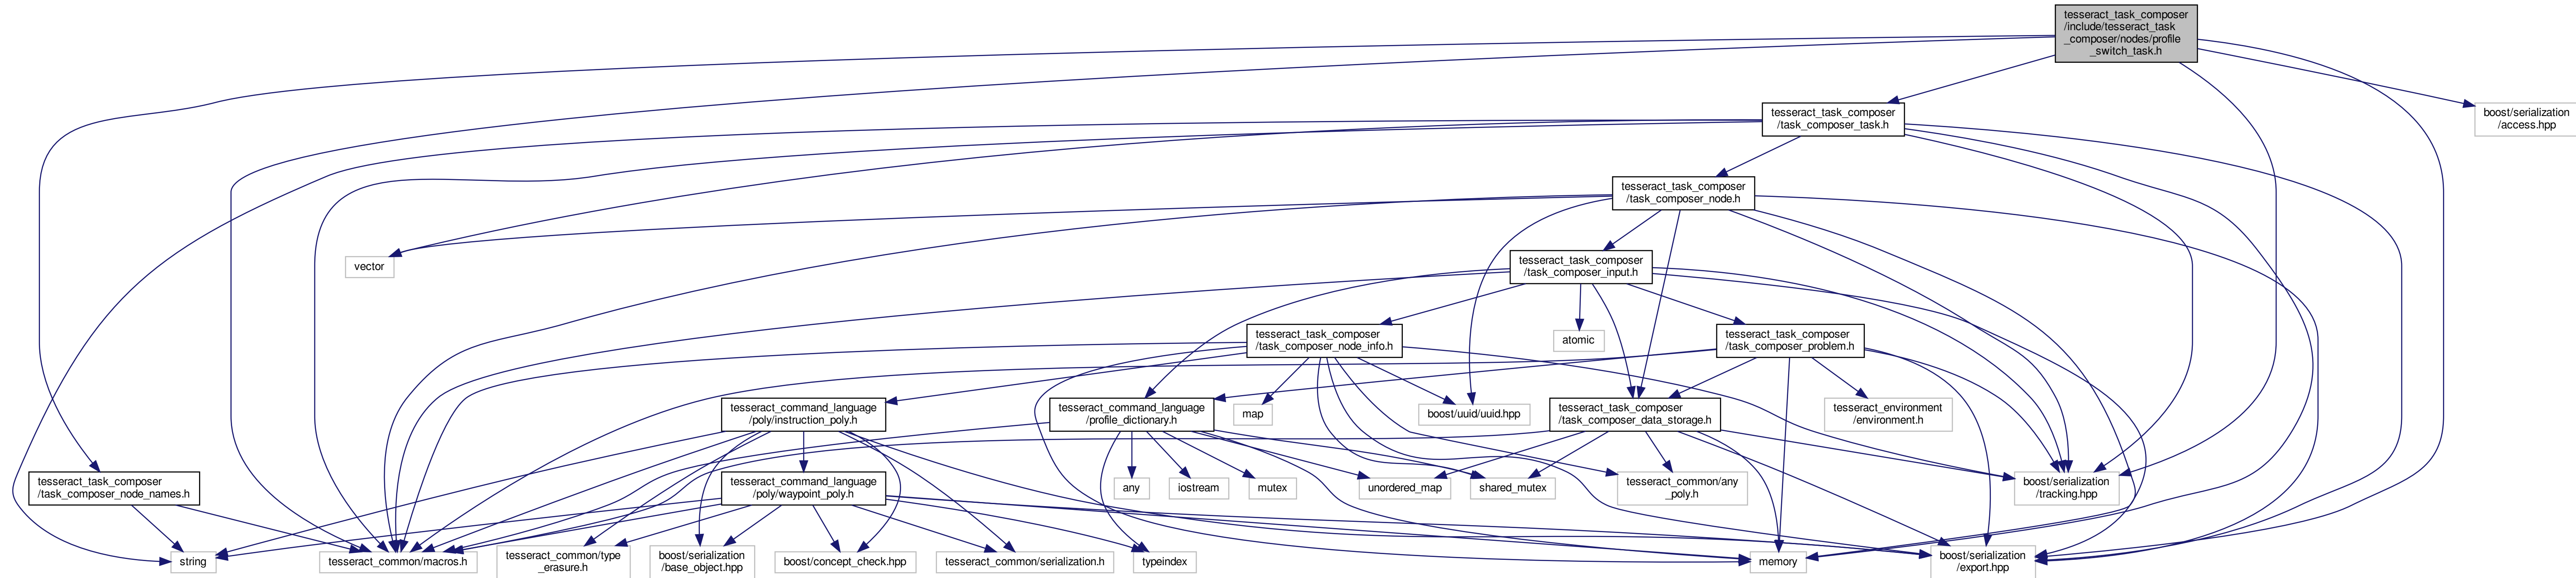 tesseract_task_composer
/include/tesseract_task
_composer/nodes/profile
_switch_task.h
tesseract_task_composer
/task_composer_task.h
boost/serialization
/access.hpp
tesseract_task_composer
/task_composer_node.h
vector
tesseract_task_composer
/task_composer_input.h
tesseract_task_composer
/task_composer_node_info.h
atomic
tesseract_task_composer
/task_composer_problem.h
tesseract_command_language
/poly/instruction_poly.h
tesseract_command_language
/profile_dictionary.h
map
boost/uuid/uuid.hpp
tesseract_task_composer
/task_composer_data_storage.h
tesseract_environment
/environment.h
tesseract_task_composer
/task_composer_node_names.h
tesseract_command_language
/poly/waypoint_poly.h
any
iostream
mutex
unordered_map
shared_mutex
tesseract_common/any
_poly.h
boost/serialization
/tracking.hpp
string
tesseract_common/macros.h
tesseract_common/type
_erasure.h
boost/serialization
/base_object.hpp
boost/concept_check.hpp
tesseract_common/serialization.h
typeindex
memory
boost/serialization
/export.hpp